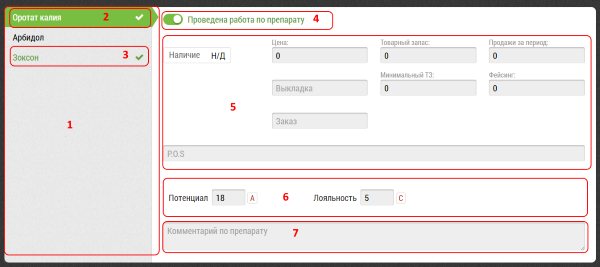 Оротат калия 2
Арбидол
Зоксон 3
1
Проведена работа по препарату 4
Наличие Н/Д
Цена: Товарный запас: Продажи за период:
0 0 0
Минимальный ТЗ: Фейсинг:
Выкладка 0 0
5
Заказ
P.O.S
Потенциал 18 A 6 Лояльность 5 C
Комментарий по препарату 7